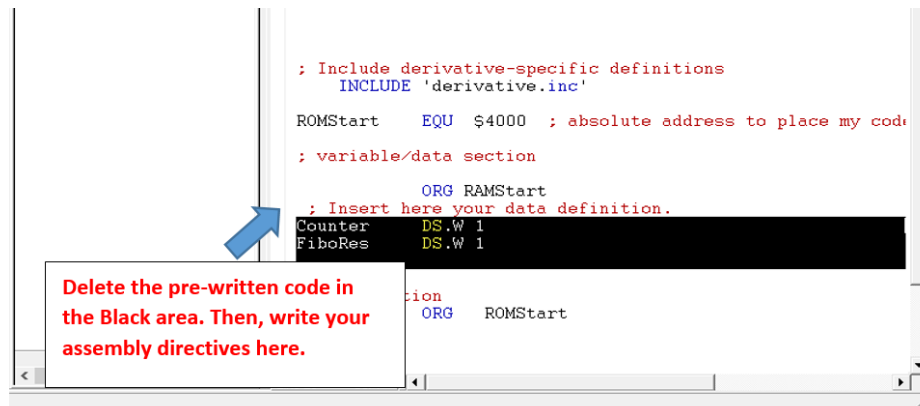 ; Include derivative-specific definitions
INCLUDE 'derivative.inc'
ROMStart EQU $4000 ; absolute address to place my
; variable/data section
ORG RAMStart
; Insert here your data definition.
Counter DS.W 1
FiboRes DS.W 1
Delete the pre-written code in
the Black area. Then, write your
assembly directives here.
ORG ROMStart